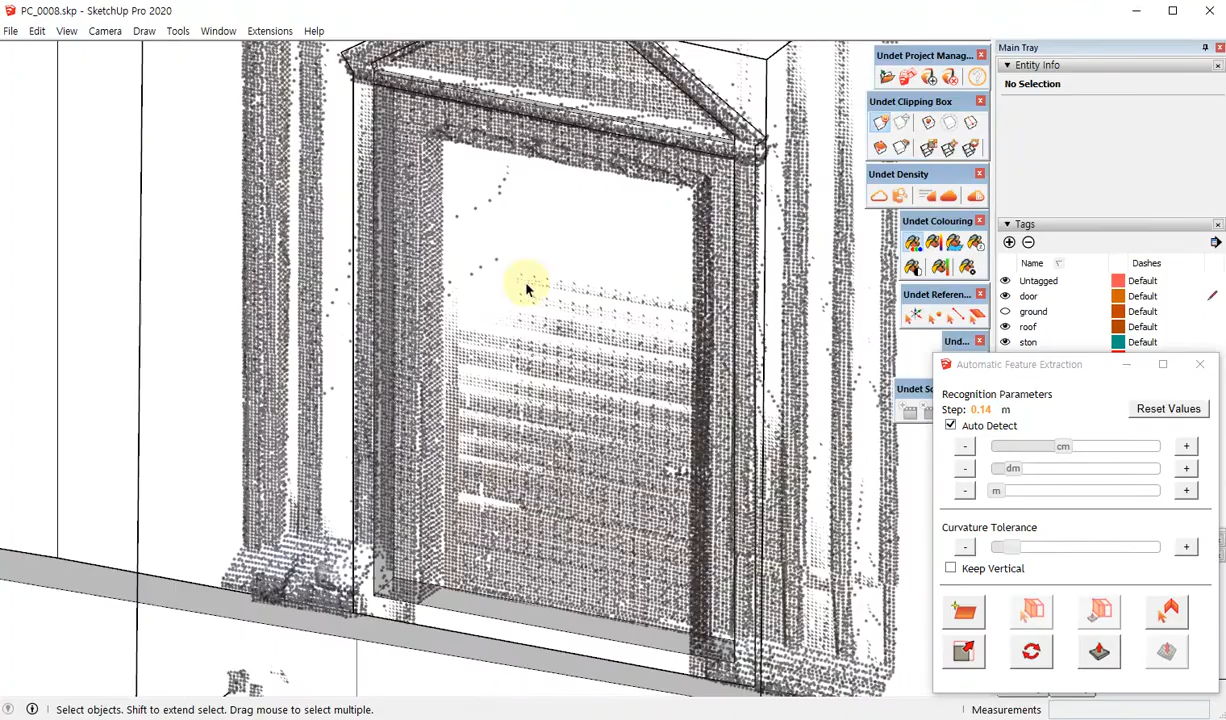 PC_0008.skp - SketchUp Pro 2020
File Edit View Camera Draw Tools Window Extensions Help
Undet Project Manag...
Undet Clipping Box
Undet Density
Undet Colouring
Undet Referen...
Und...
Undet Sc
Main Tray
Entity Info
No Selection
Tags
Name Dashes
Untagged Default
door Default
ground Default
roof Default
ston Default
Automatic Feature Extraction
Recognition Parameters
Step: 0.14 m
Reset Values
Auto Detect
- cm +
- dm +
- m +
Curvature Tolerance
- +
Keep Vertical
Select objects. Shift to extend select. Drag mouse to select multiple.
Measurements